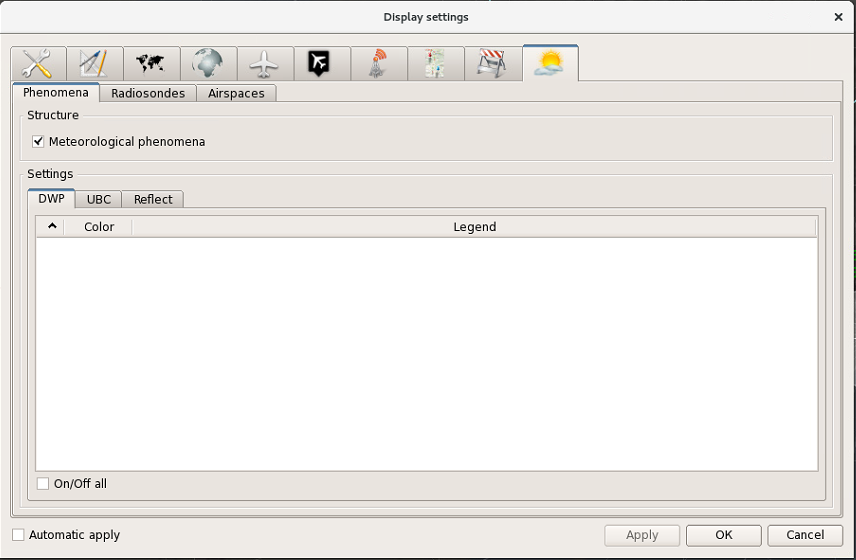 Display settings
Phenomena Radiosondes Airspaces
Structure
Meteorological phenomena
Settings
DWP UBC Reflect
Color Legend
On/Off all
Automatic apply Apply OK Cancel